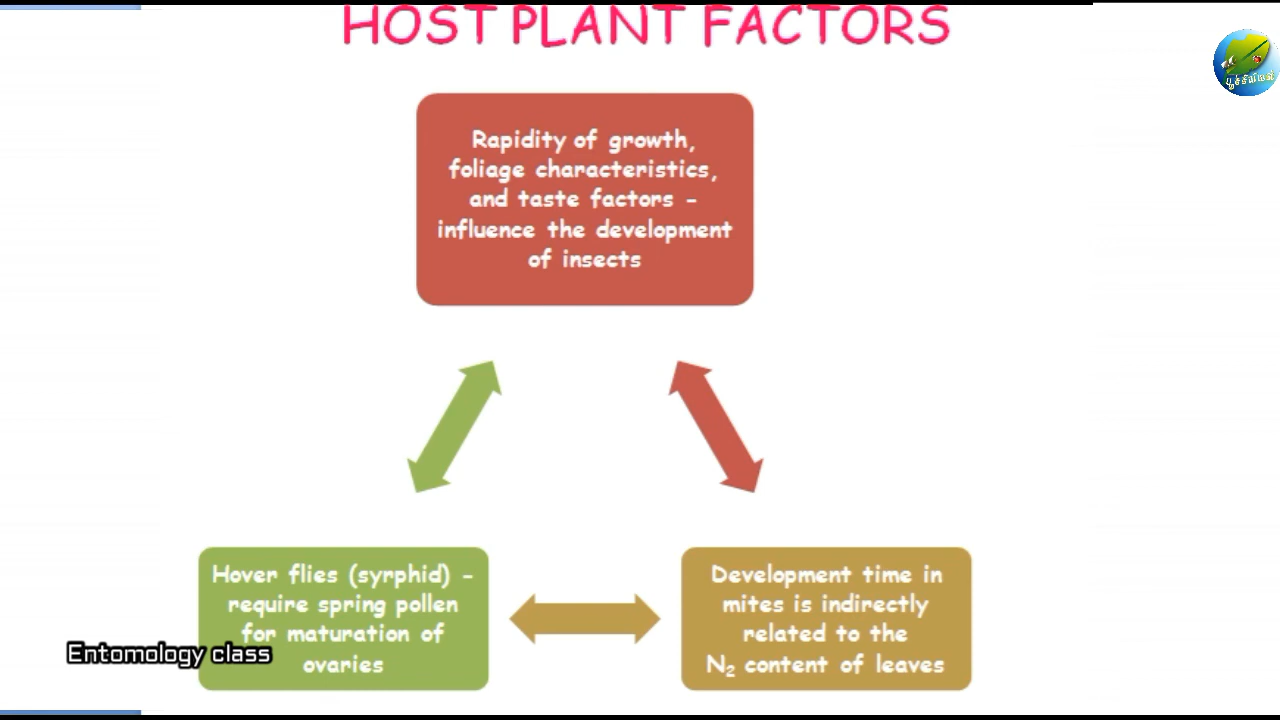 HOST PLANT FACTORS
பூச்சியியல்
Rapidity of growth,
foliage characteristics,
and taste factors -
influence the development
of insects
Hover flies (syrphid) -
require spring pollen
for maturation of
ovaries
Development time in
mites is indirectly
related to the
N₂ content of leaves
Entomology class